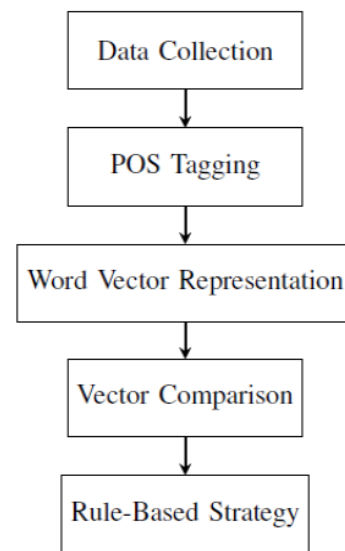 Data Collection
POS Tagging
Word Vector Representation
Vector Comparison
Rule-Based Strategy